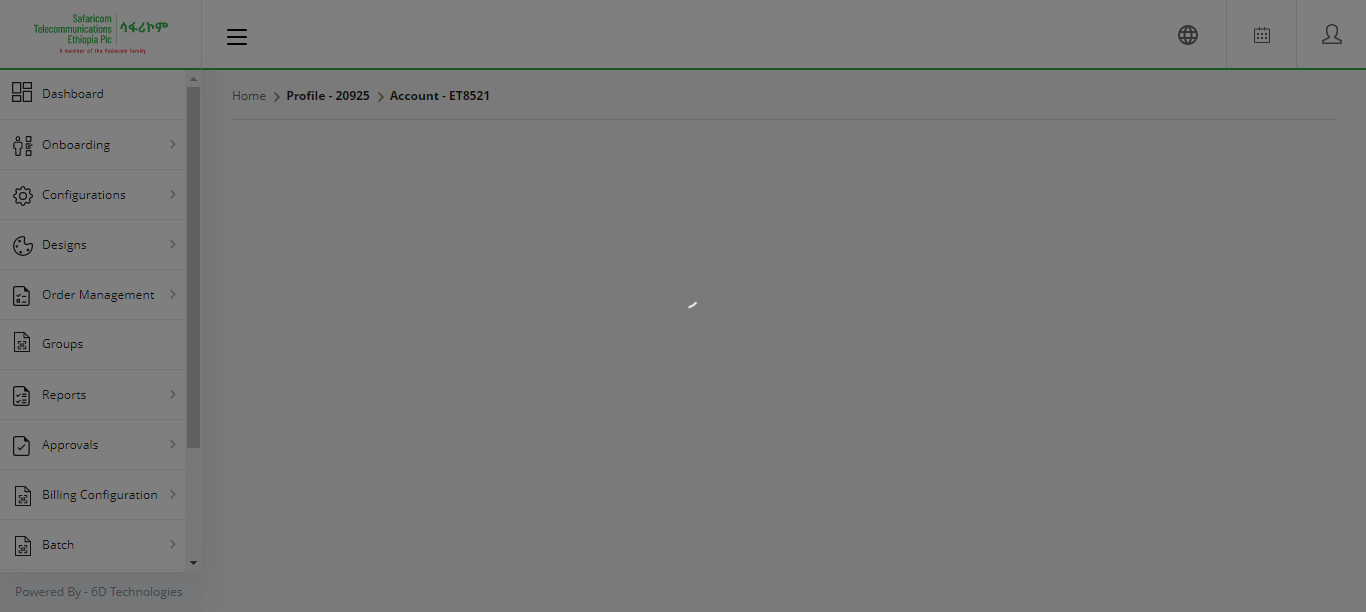 Safaricom
Telecommunications
Ethiopia Plc
ሳፋሪኮም
A member of the Vodacom family
Home > Profile - 20925 > Account - ET8521
Dashboard
Onboarding
Configurations
Designs
Order Management
Groups
Reports
Approvals
Billing Configuration
Batch
Powered By - 6D Technologies